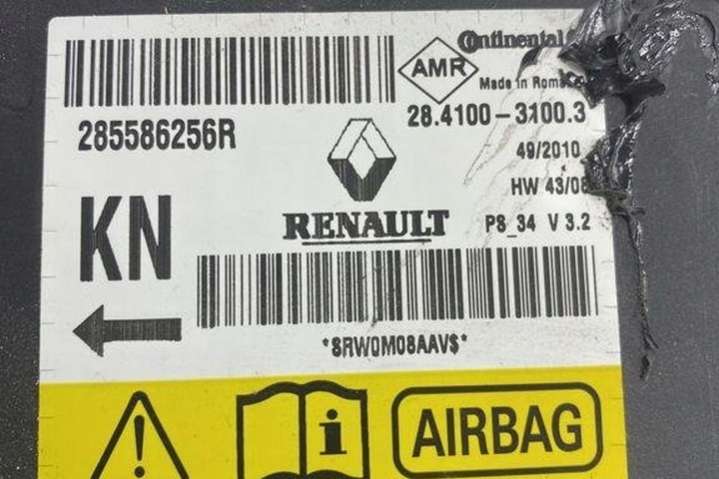 Continental
AMR
Made in
28.4100-3100.3
285586256R
49/2010
HW 43/08
KN
RENAULT
P8_34 V 3.2
*8RW0M08AAV$*
i
AIRBAG